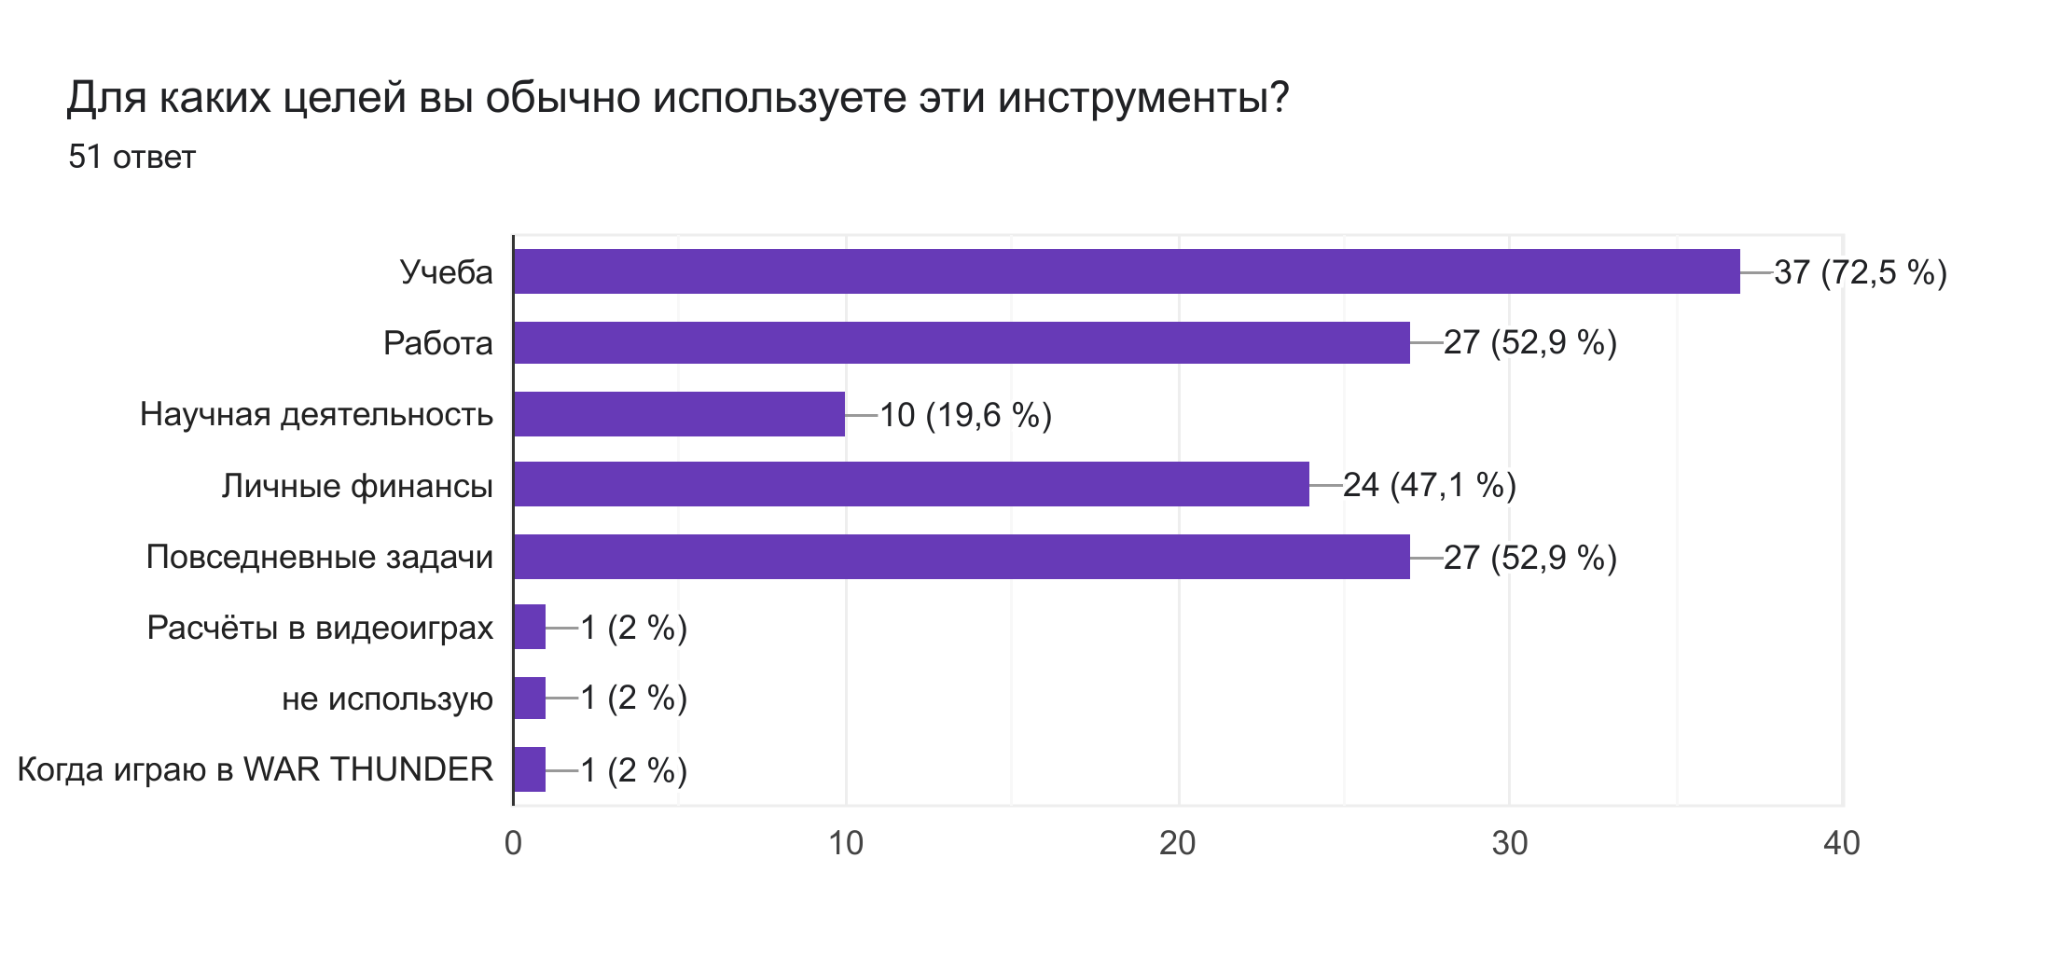 Для каких целей вы обычно используете эти инструменты?
51 ответ
Учеба 37 (72,5 %)
Работа 27 (52,9 %)
Научная деятельность 10 (19,6 %)
Личные финансы 24 (47,1 %)
Повседневные задачи 27 (52,9 %)
Расчёты в видеоиграх 1 (2 %)
не использую 1 (2 %)
Когда играю в WAR THUNDER 1 (2 %)
0 10 20 30 40